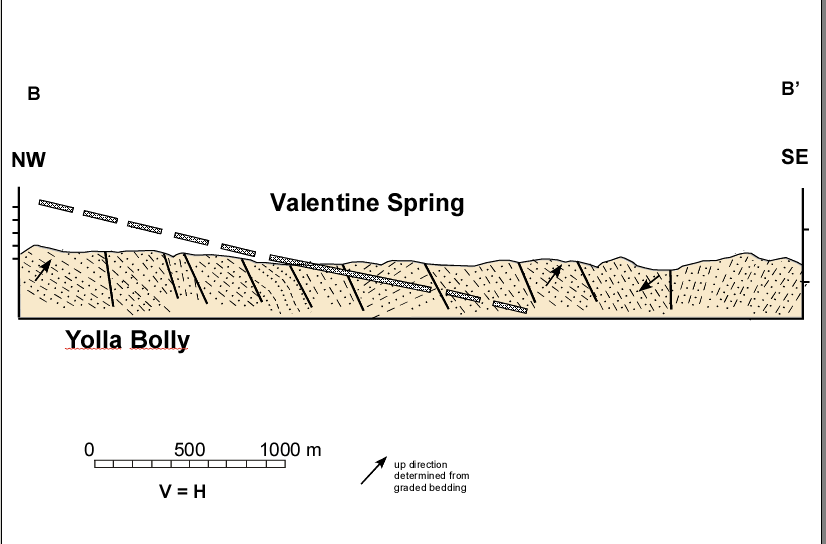 B
B’
NW
SE
Valentine Spring
Yolla Bolly
0 500 1000 m
V = H
up direction
determined from
graded bedding